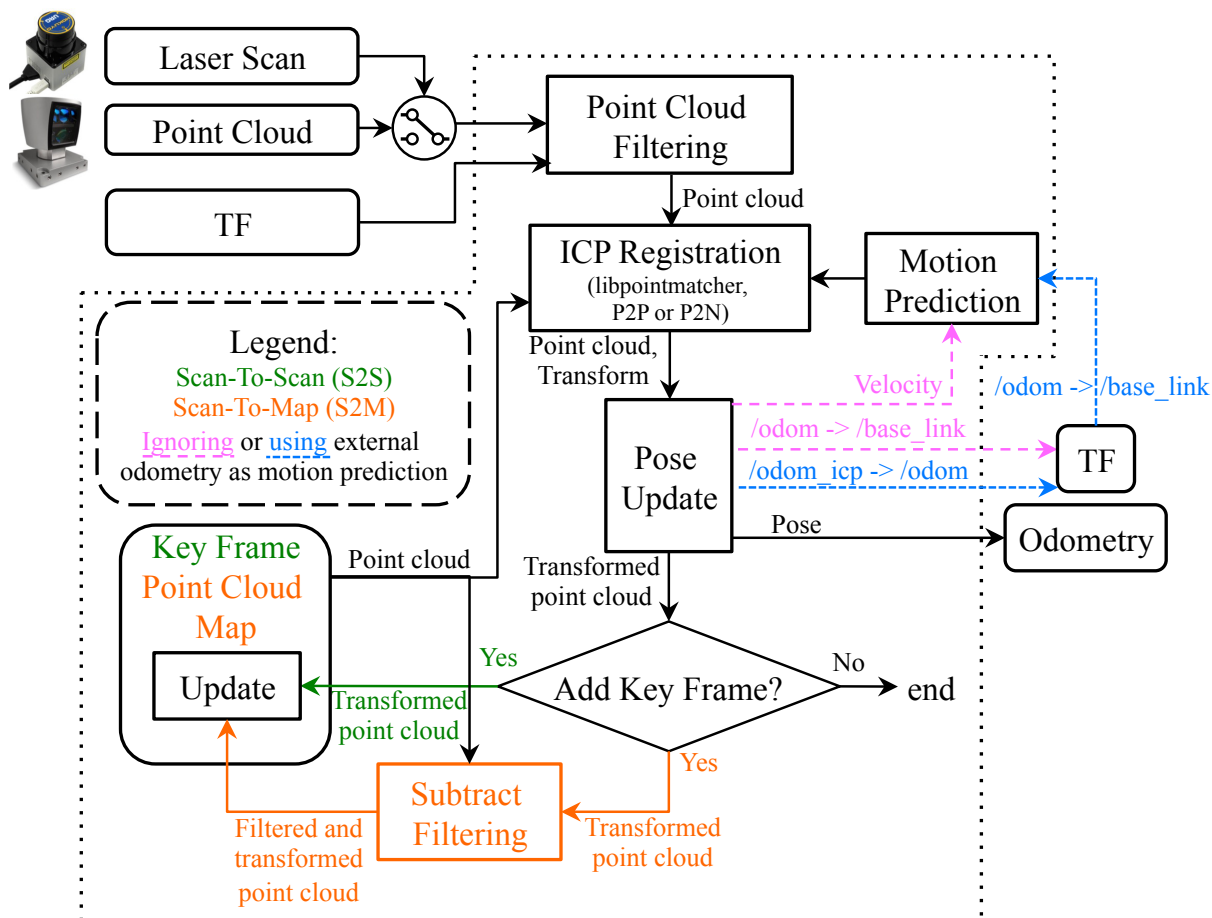 Laser Scan
Point Cloud
TF
Point Cloud
Filtering
Point cloud
ICP Registration
(libpointmatcher,
P2P or P2N)
Motion
Prediction
Point cloud,
Transform
Legend:
Scan-To-Scan (S2S)
Scan-To-Map (S2M)
Ignoring or using external
odometry as motion prediction
Velocity
/odom -> /base_link
/odom -> /base_link
/odom_icp -> /odom
TF
Pose
Update
Pose
Odometry
Key Frame
Point Cloud
Map
Update
Point cloud
Transformed
point cloud
Add Key Frame?
No
end
Yes
Transformed
point cloud
Yes
Transformed
point cloud
Subtract
Filtering
Filtered and
transformed
point cloud